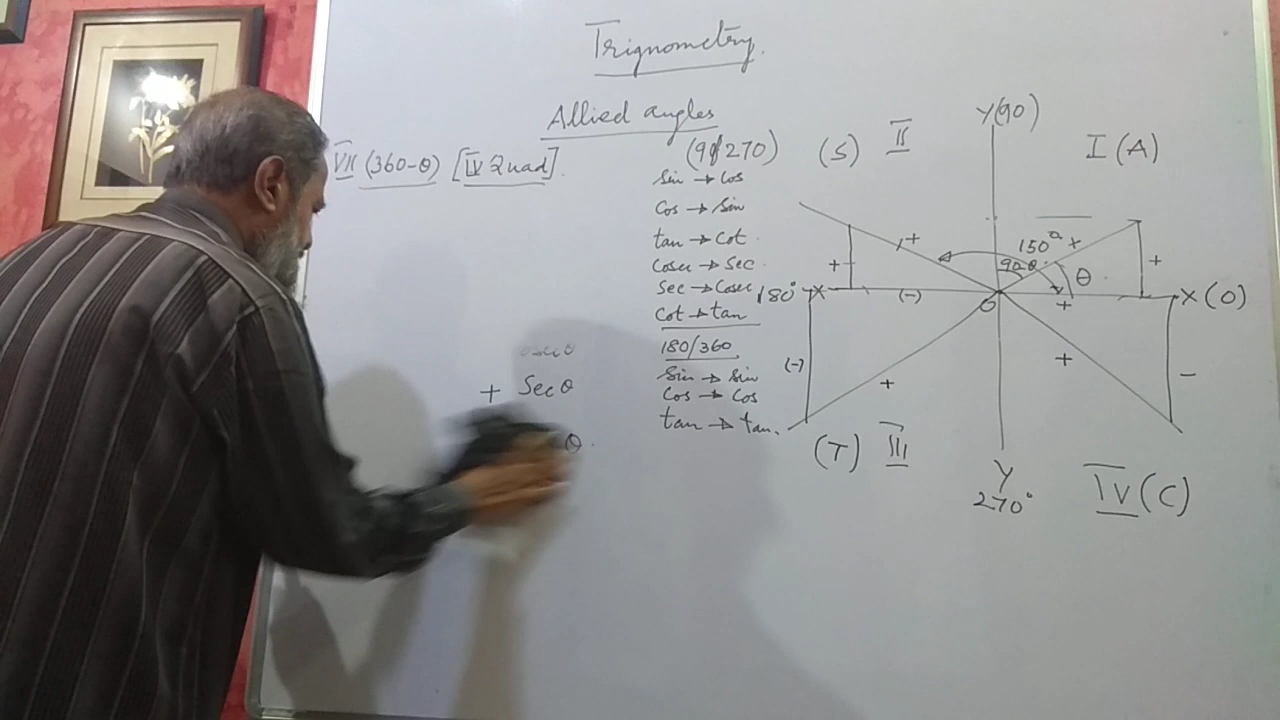 Trignometry.
Allied angles
VII (360-θ) [IV Quad].
+ Sec θ
θ.
(90/270)
Sin → Cos
Cos → Sin
tan → Cot
Cosec → Sec
Sec → Cosec
Cot → tan
180/360
Sin → Sin
Cos → Cos
tan → tan.
Y(90)
(S) II
I (A)
150°
+
+
+
+
90
θ
θ
180°
X
(-)
O
+
X (0)
(-)
+
+
-
(T) III
Y
270°
IV (C)